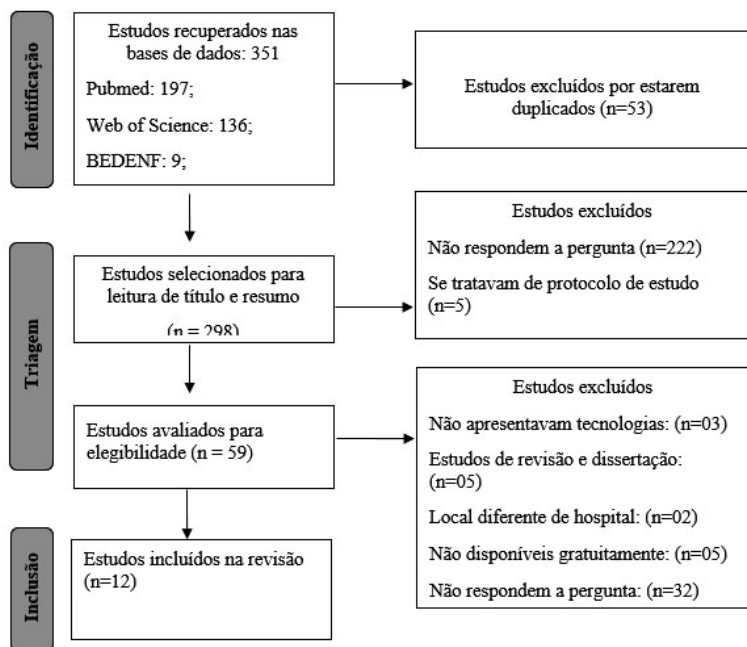 Identificação
Estudos recuperados nas
bases de dados: 351
Pubmed: 197;
Web of Science: 136;
BEDENF: 9;
Estudos excluídos por estarem
duplicados (n=53)
Triagem
Estudos selecionados para
leitura de título e resumo
(n = 298)
Estudos excluídos
Não respondem a pergunta (n=222)
Se tratavam de protocolo de estudo
(n=5)
Estudos avaliados para
elegibilidade (n = 59)
Estudos excluídos
Não apresentavam tecnologias: (n=03)
Estudos de revisão e dissertação:
(n=05)
Local diferente de hospital: (n=02)
Não disponíveis gratuitamente: (n=05)
Não respondem a pergunta: (n=32)
Inclusão
Estudos incluídos na revisão
(n=12)